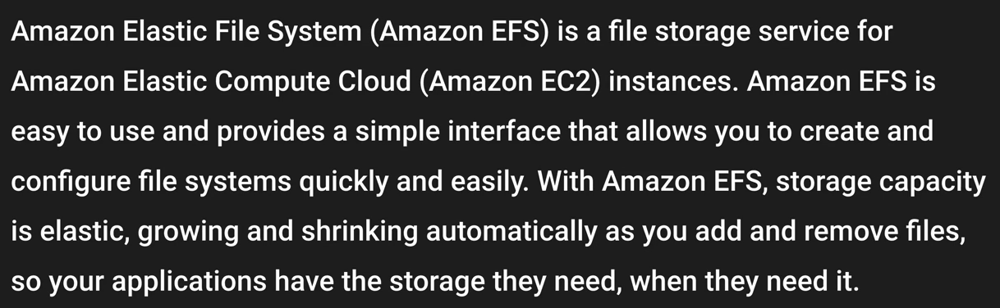 Amazon Elastic File System (Amazon EFS) is a file storage service for
Amazon Elastic Compute Cloud (Amazon EC2) instances. Amazon EFS is
easy to use and provides a simple interface that allows you to create and
configure file systems quickly and easily. With Amazon EFS, storage capacity
is elastic, growing and shrinking automatically as you add and remove files,
so your applications have the storage they need, when they need it.